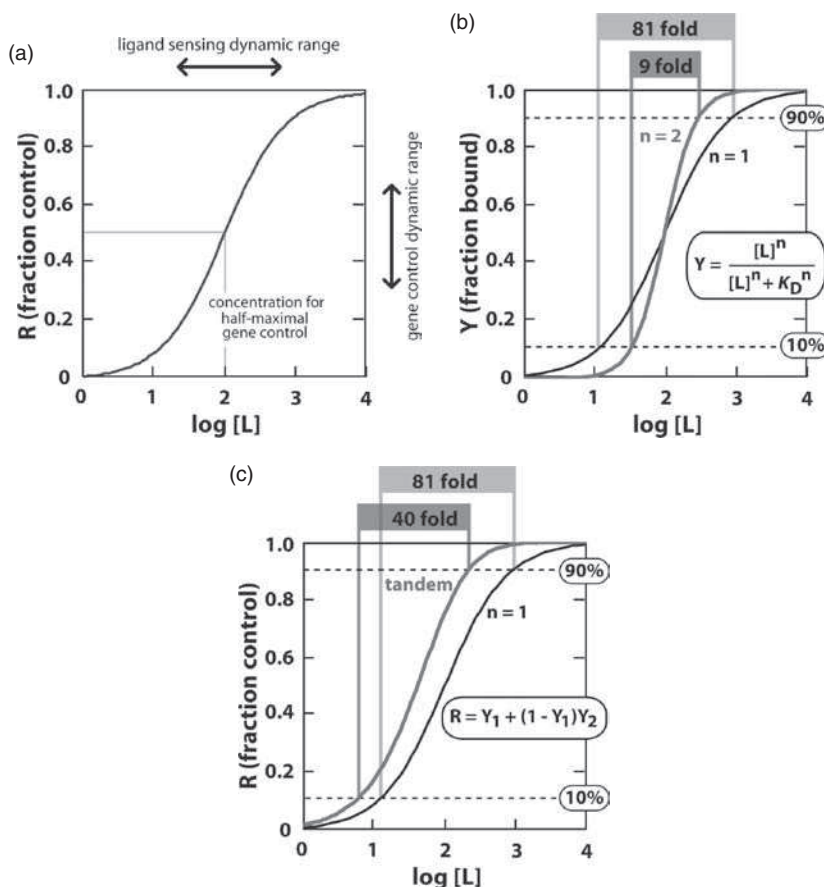 (a)
ligand sensing dynamic range
1.0
0.8
0.6
0.4
0.2
0
R (fraction control)
concentration for
half-maximal
gene control
0 1 2 3 4
log [L]
gene control dynamic range
(b)
81 fold
9 fold
1.0
0.8
0.6
0.4
0.2
0
Y (fraction bound)
90%
n = 2
n = 1
Y = [L]^n / [L]^n + K_D^n
10%
0 1 2 3 4
log [L]
(c)
81 fold
40 fold
1.0
0.8
0.6
0.4
0.2
0
R (fraction control)
90%
tandem
n = 1
R = Y₁ + (1 - Y₁)Y₂
10%
0 1 2 3 4
log [L]